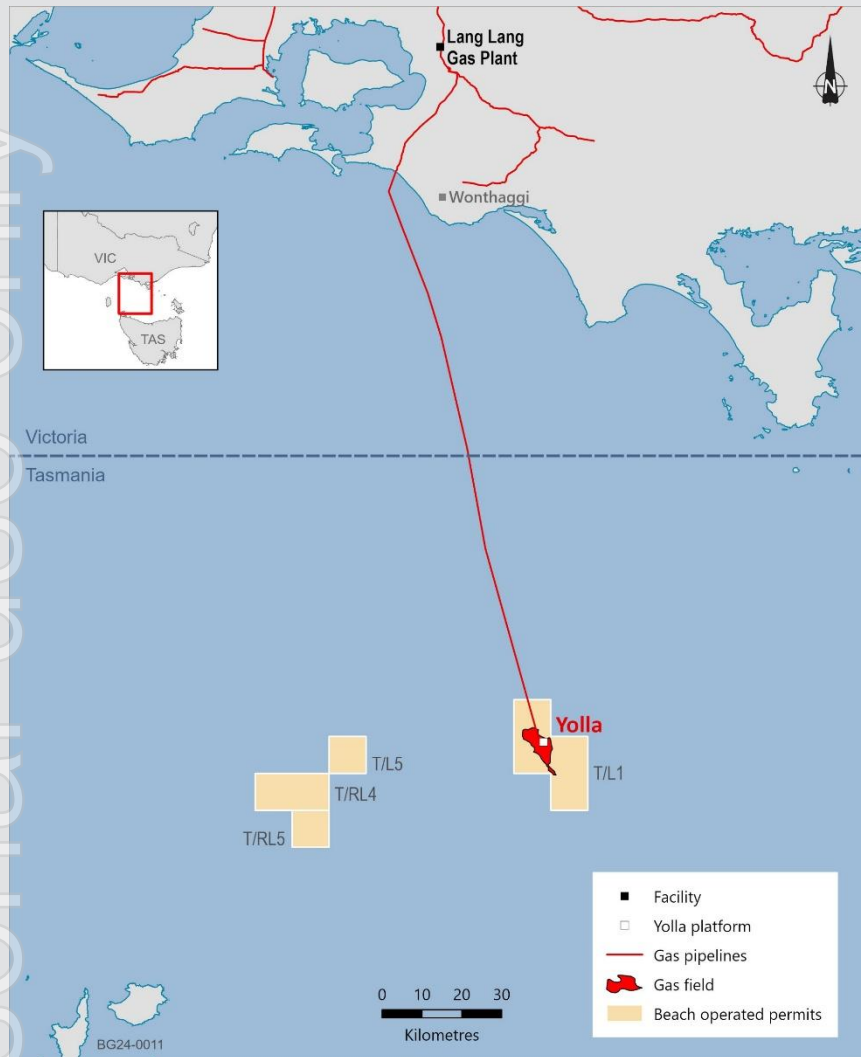 Lang Lang
Gas Plant
N
Wonthaggi
VIC
TAS
Victoria
Tasmania
Yolla
T/L5
T/L1
T/RL4
T/RL5
Facility
Yolla platform
Gas pipelines
Gas field
Beach operated permits
0 10 20 30
Kilometres
BG24-0011